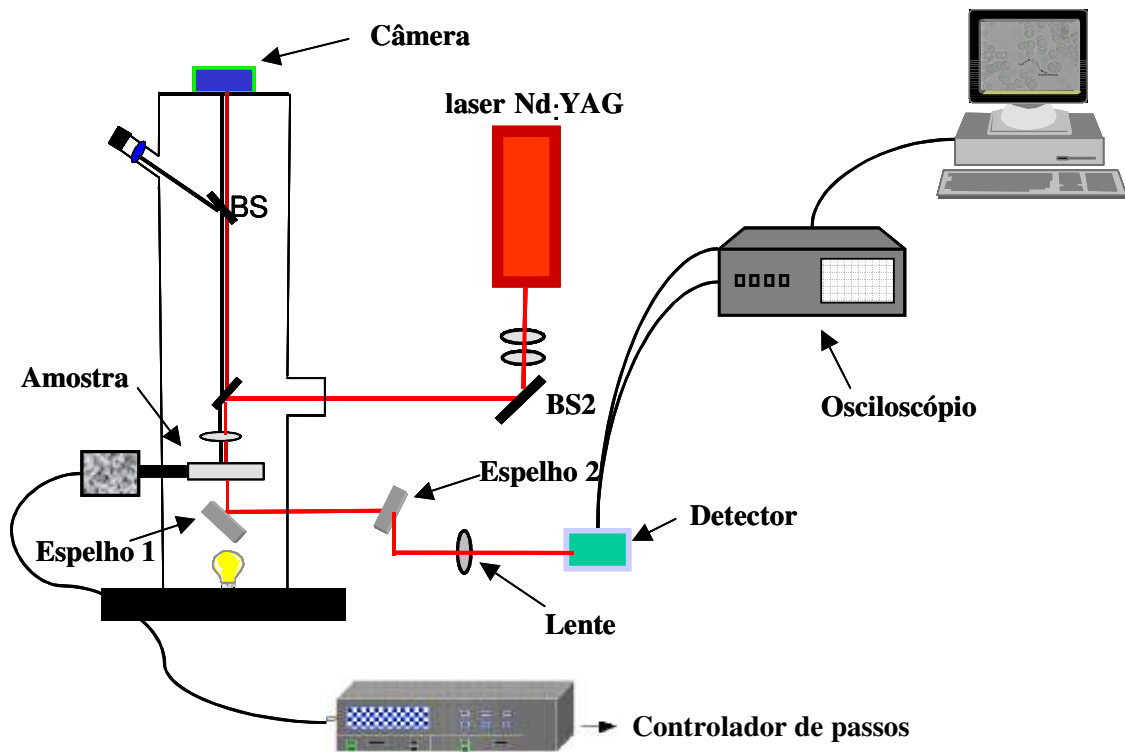 Câmera
laser Nd-YAG
BS
Amostra
BS2
Osciloscópio
Espelho 2
Detector
Espelho 1
Lente
Controlador de passos